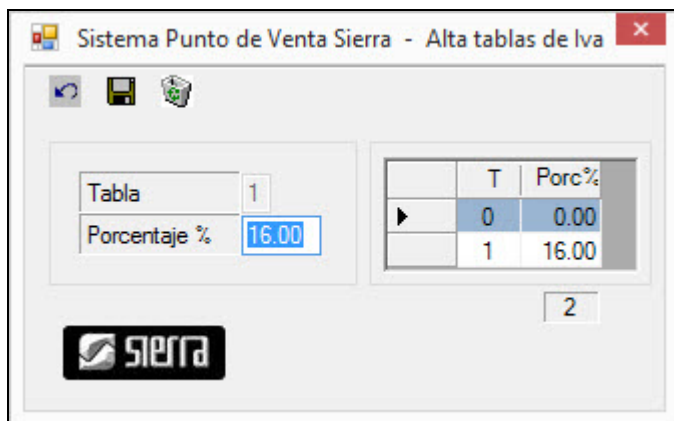 Sistema Punto de Venta Sierra - Alta tablas de Iva
Tabla 1
Porcentaje % 16.00
T Porc%
0 0.00
1 16.00
2
sierra